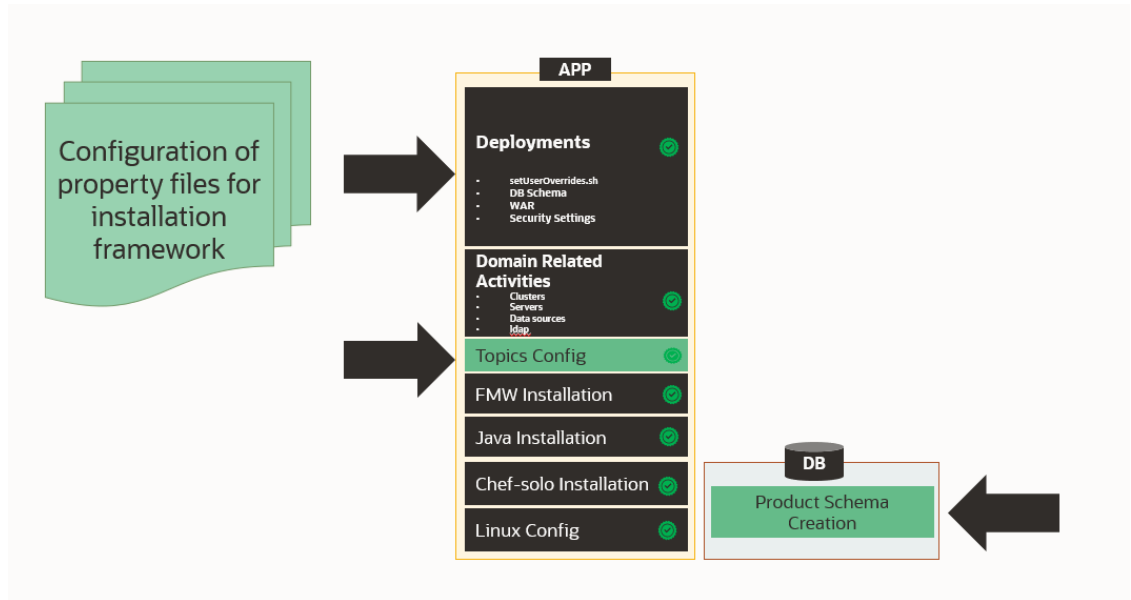 Configuration of
property files for
installation
framework
APP
Deployments
- setUserOverrides.sh
- DB Schema
- WAR
- Security Settings
Domain Related
Activities
- Clusters
- Servers
- Data sources
- ldap
Topics Config
FMW Installation
Java Installation
Chef-solo Installation
Linux Config
DB
Product Schema
Creation